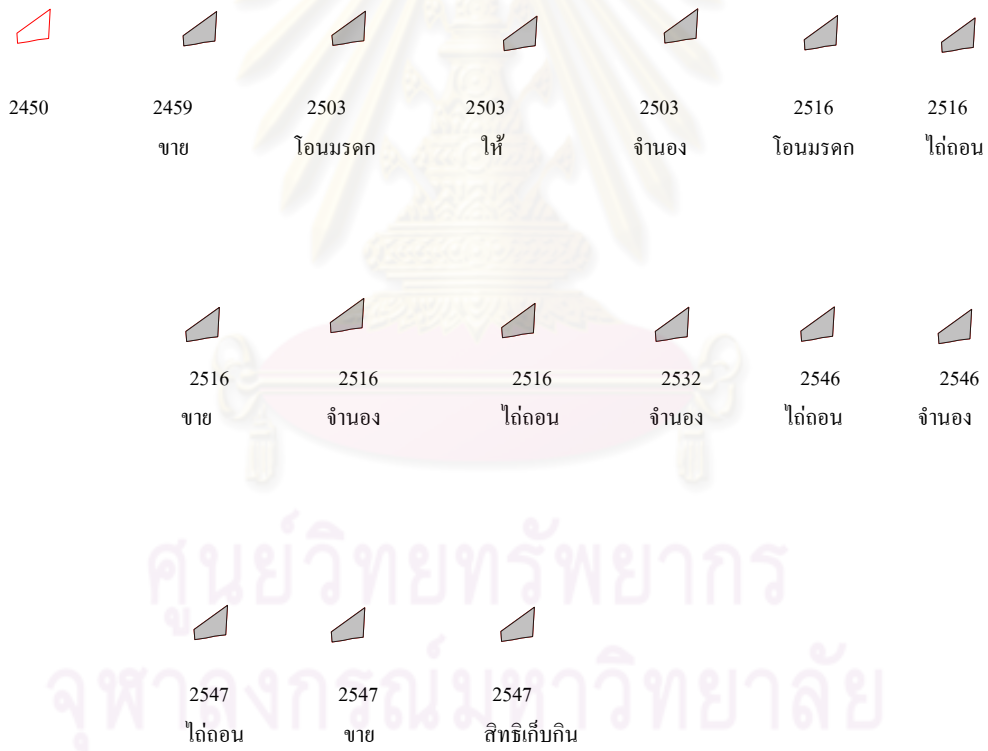 2450 2459 2503 2503 2503 2516 2516
ขาย โอนมรดก ให้ จำนอง โอนมรดก ไถ่ถอน
2516 2516 2516 2532 2546 2546
ขาย จำนอง ไถ่ถอน จำนอง ไถ่ถอน จำนอง
ศูนย์วิทยทรัพยากร
จุฬาลงกรณ์มหาวิทยาลัย
2547 2547 2547
ไถ่ถอน ขาย สิทธิเก็บกิน